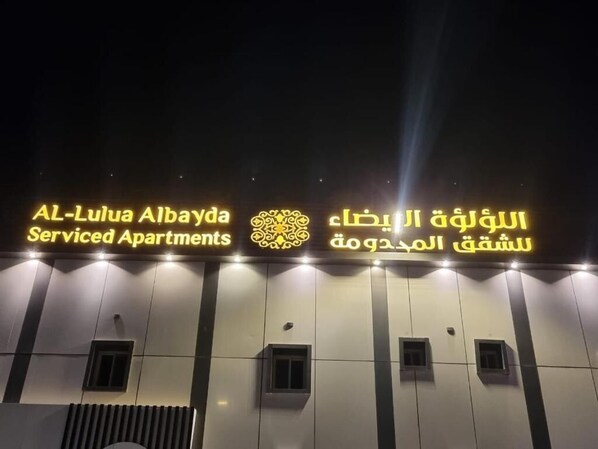 AL-Lulua Albayda
Serviced Apartments
اللؤلؤة البيضاء
للشقق المخدومة